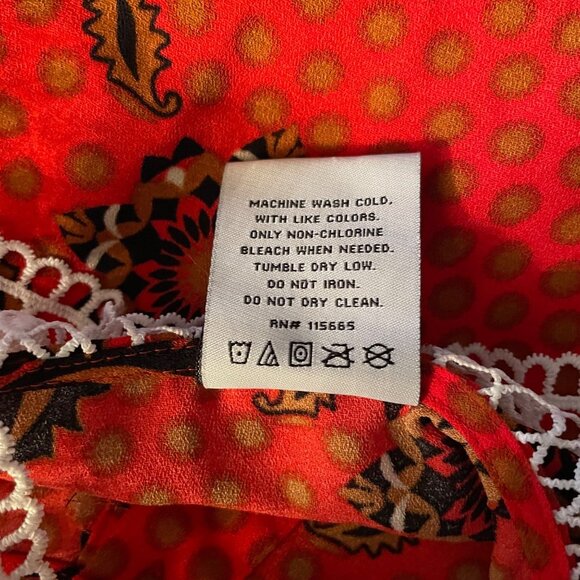 MACHINE WASH COLD,
WITH LIKE COLORS.
ONLY NON-CHLORINE
BLEACH WHEN NEEDED.
TUMBLE DRY LOW.
DO NOT IRON.
DO NOT DRY CLEAN.
RN# 115665